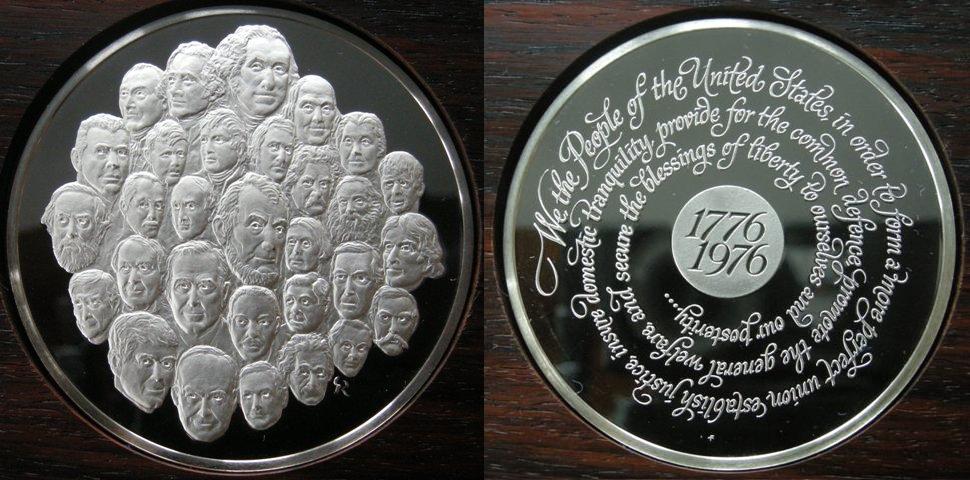 We the People of the United States, in order to form a more perfect union establish justice, insure domestic tranquility, provide for the common defence, promote the general welfare and secure the blessings of liberty to ourselves and our posterity....
1776
1976